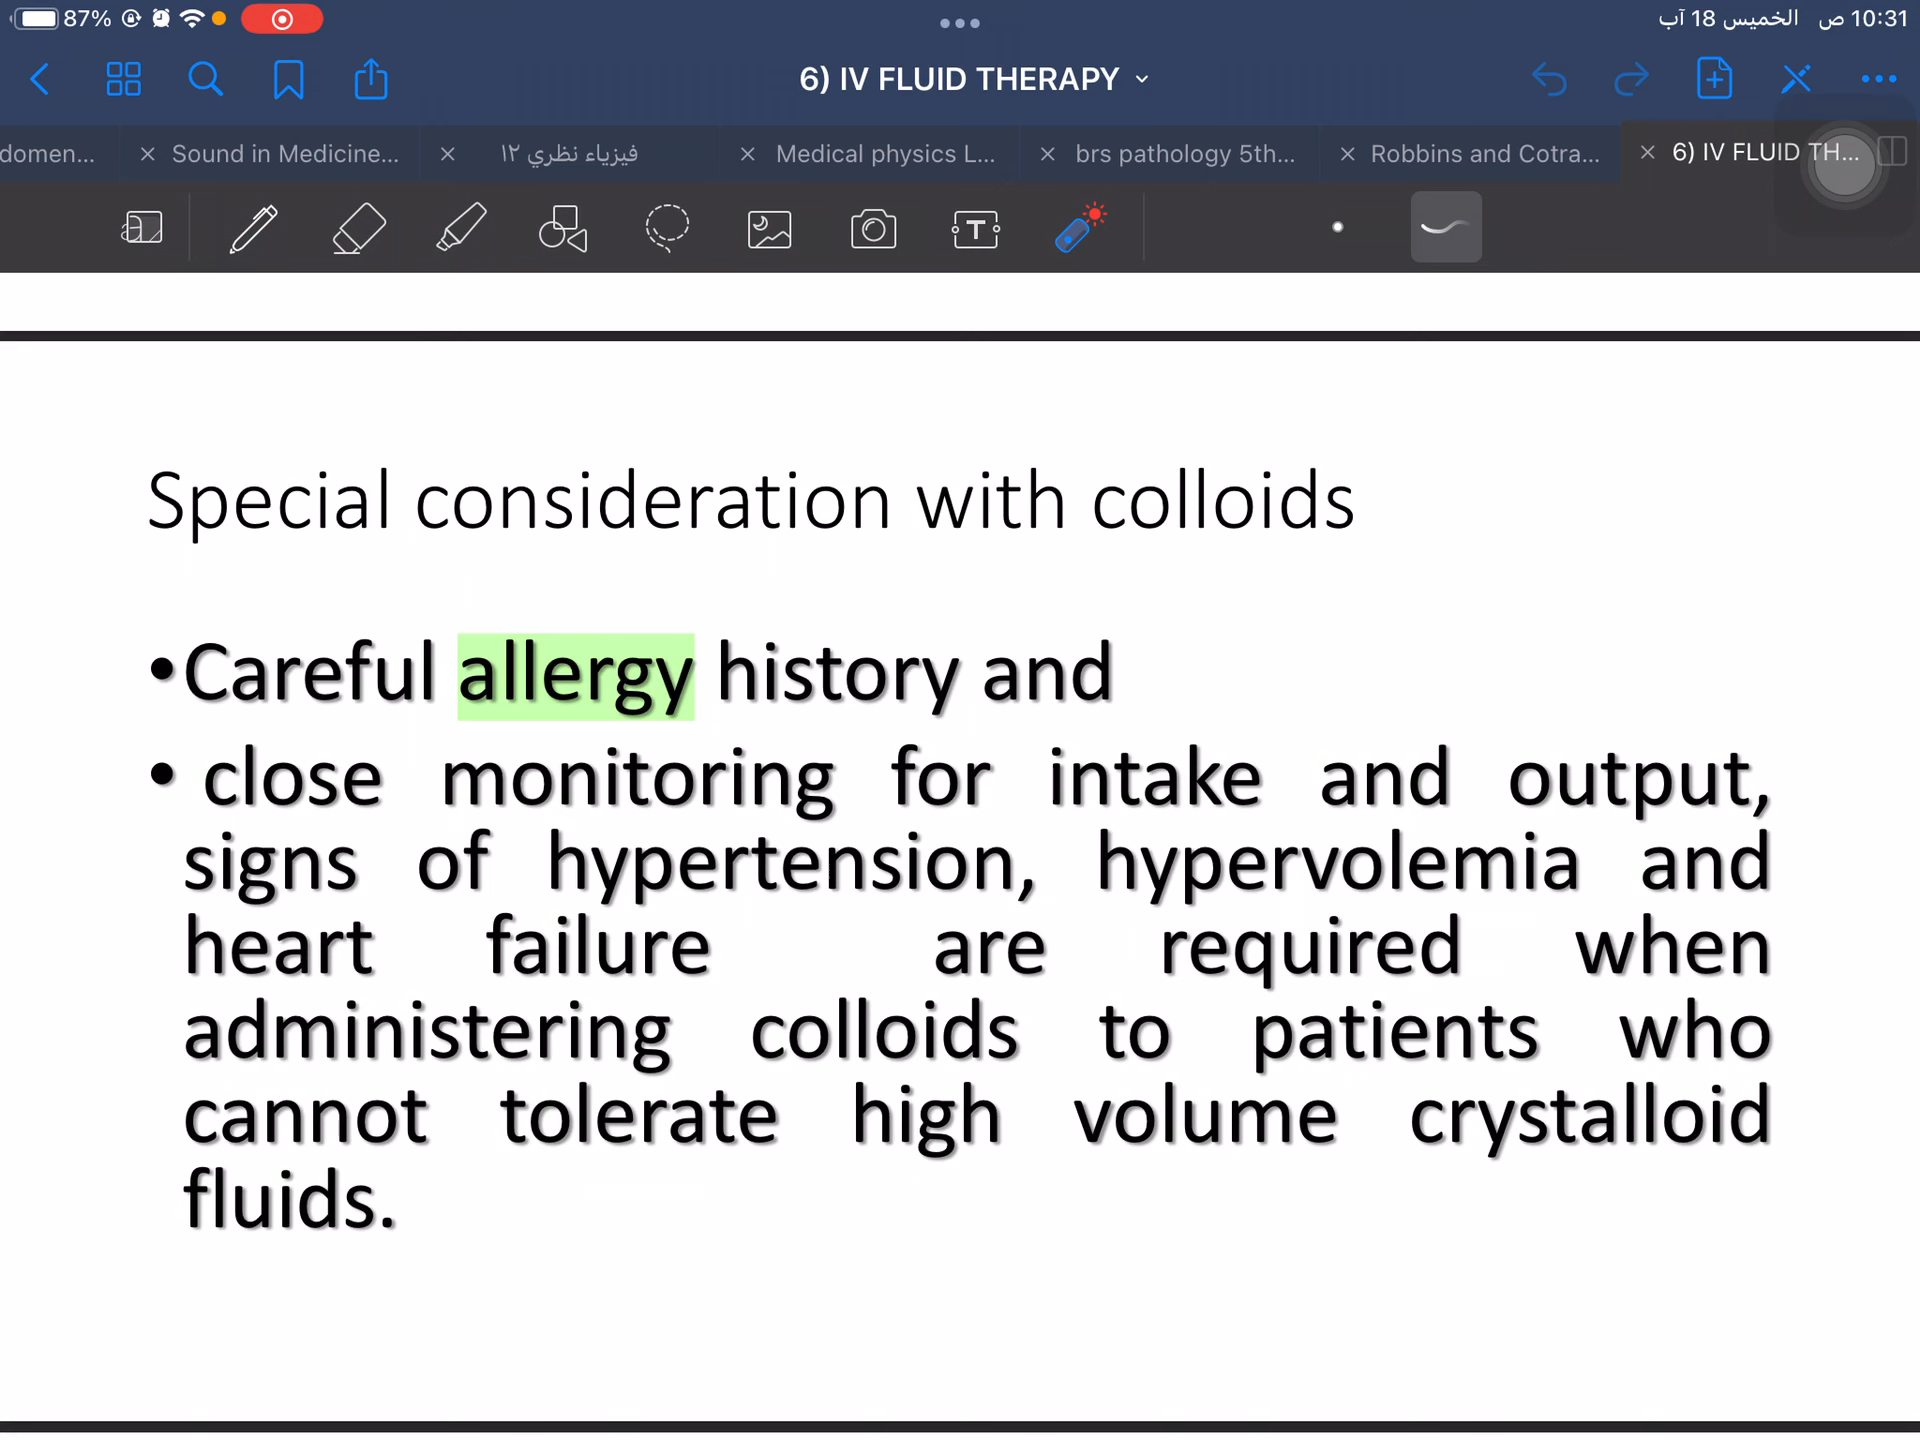 87%
10:31 ص الخميس 18 آب
6) IV FLUID THERAPY
domen...
Sound in Medicine...
فيزياء نظري ١٢
Medical physics L...
brs pathology 5th...
Robbins and Cotra...
6) IV FLUID TH...
Special consideration with colloids
•Careful allergy history and
• close monitoring for intake and output,
signs of hypertension, hypervolemia and
heart failure are required when
administering colloids to patients who
cannot tolerate high volume crystalloid
fluids.